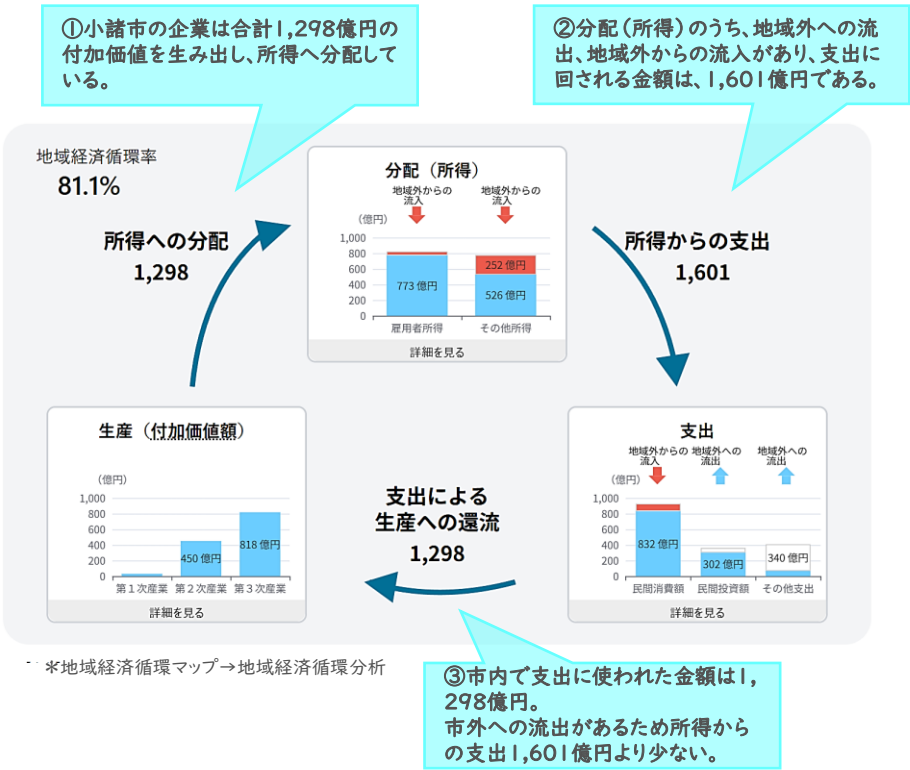 ①小諸市の企業は合計1,298億円の
付加価値を生み出し、所得へ分配して
いる。
②分配(所得)のうち、地域外への流
出、地域外からの流入があり、支出に
回される金額は、1,601億円である。
地域経済循環率
81.1%
所得への分配
1,298
分配(所得)
地域外からの
流入
地域外からの
流入
(億円)
1,000
800
600
400
200
0
773 億円
252 億円
526 億円
雇用者所得
その他所得
詳細を見る
所得からの支出
1,601
生産(付加価値額)
(億円)
1,000
800
600
400
200
0
450 億円
818 億円
第1次産業
第2次産業
第3次産業
詳細を見る
支出による
生産への還流
1,298
支出
地域外からの
流入
地域外への
流出
地域外への
流出
(億円)
1,000
800
600
400
200
0
832 億円
302 億円
340 億円
民間消費額
民間投資額
その他支出
詳細を見る
*地域経済循環マップ→地域経済循環分析
③市内で支出に使われた金額は1,
298億円。
市外への流出があるため所得から
の支出1,601億円より少ない。